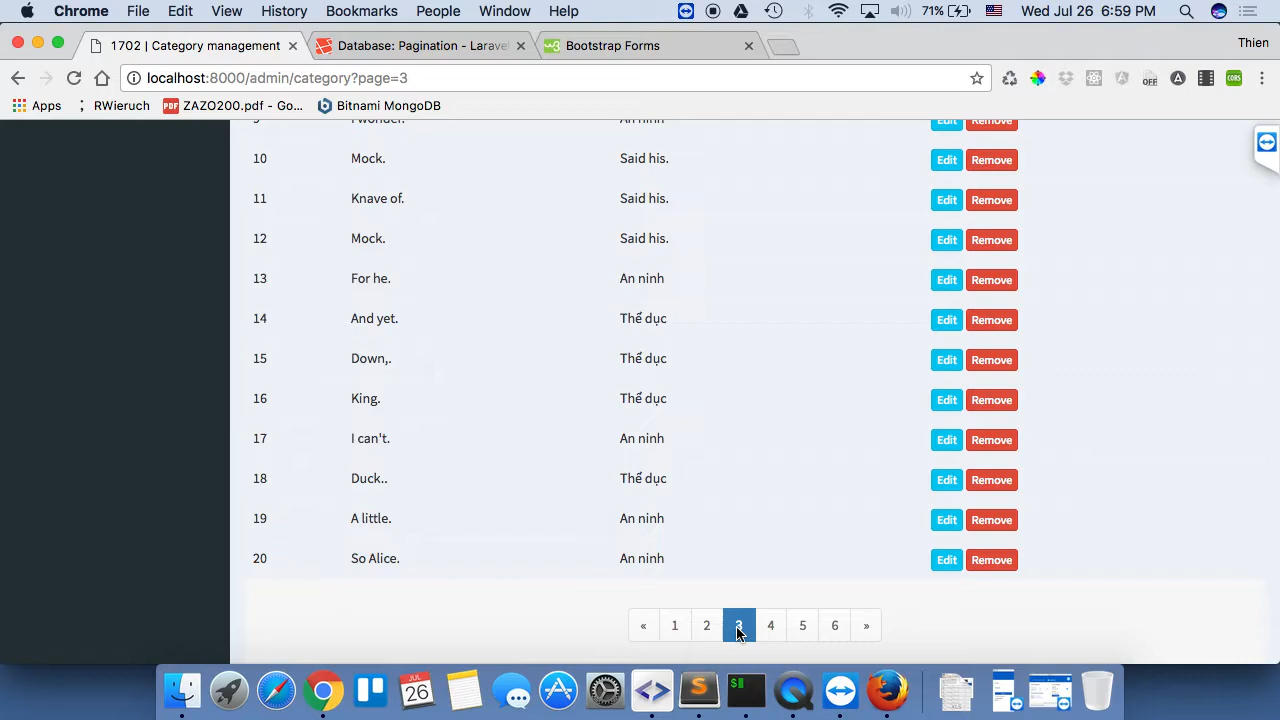 Chrome File Edit View History Bookmarks People Window Help 71% Wed Jul 26 6:59 PM
1702 | Category management Database: Pagination - Larave Bootstrap Forms Thien
localhost:8000/admin/category?page=3
Apps RWieruch ZAZO200.pdf - Go... Bitnami MongoDB
9 I wonder. An ninh Edit Remove
10 Mock. Said his. Edit Remove
11 Knave of. Said his. Edit Remove
12 Mock. Said his. Edit Remove
13 For he. An ninh Edit Remove
14 And yet. Thể dục Edit Remove
15 Down,. Thể dục Edit Remove
16 King. Thể dục Edit Remove
17 I can't. An ninh Edit Remove
18 Duck.. Thể dục Edit Remove
19 A little. An ninh Edit Remove
20 So Alice. An ninh Edit Remove
« 1 2 3 4 5 6 »
JUL
26